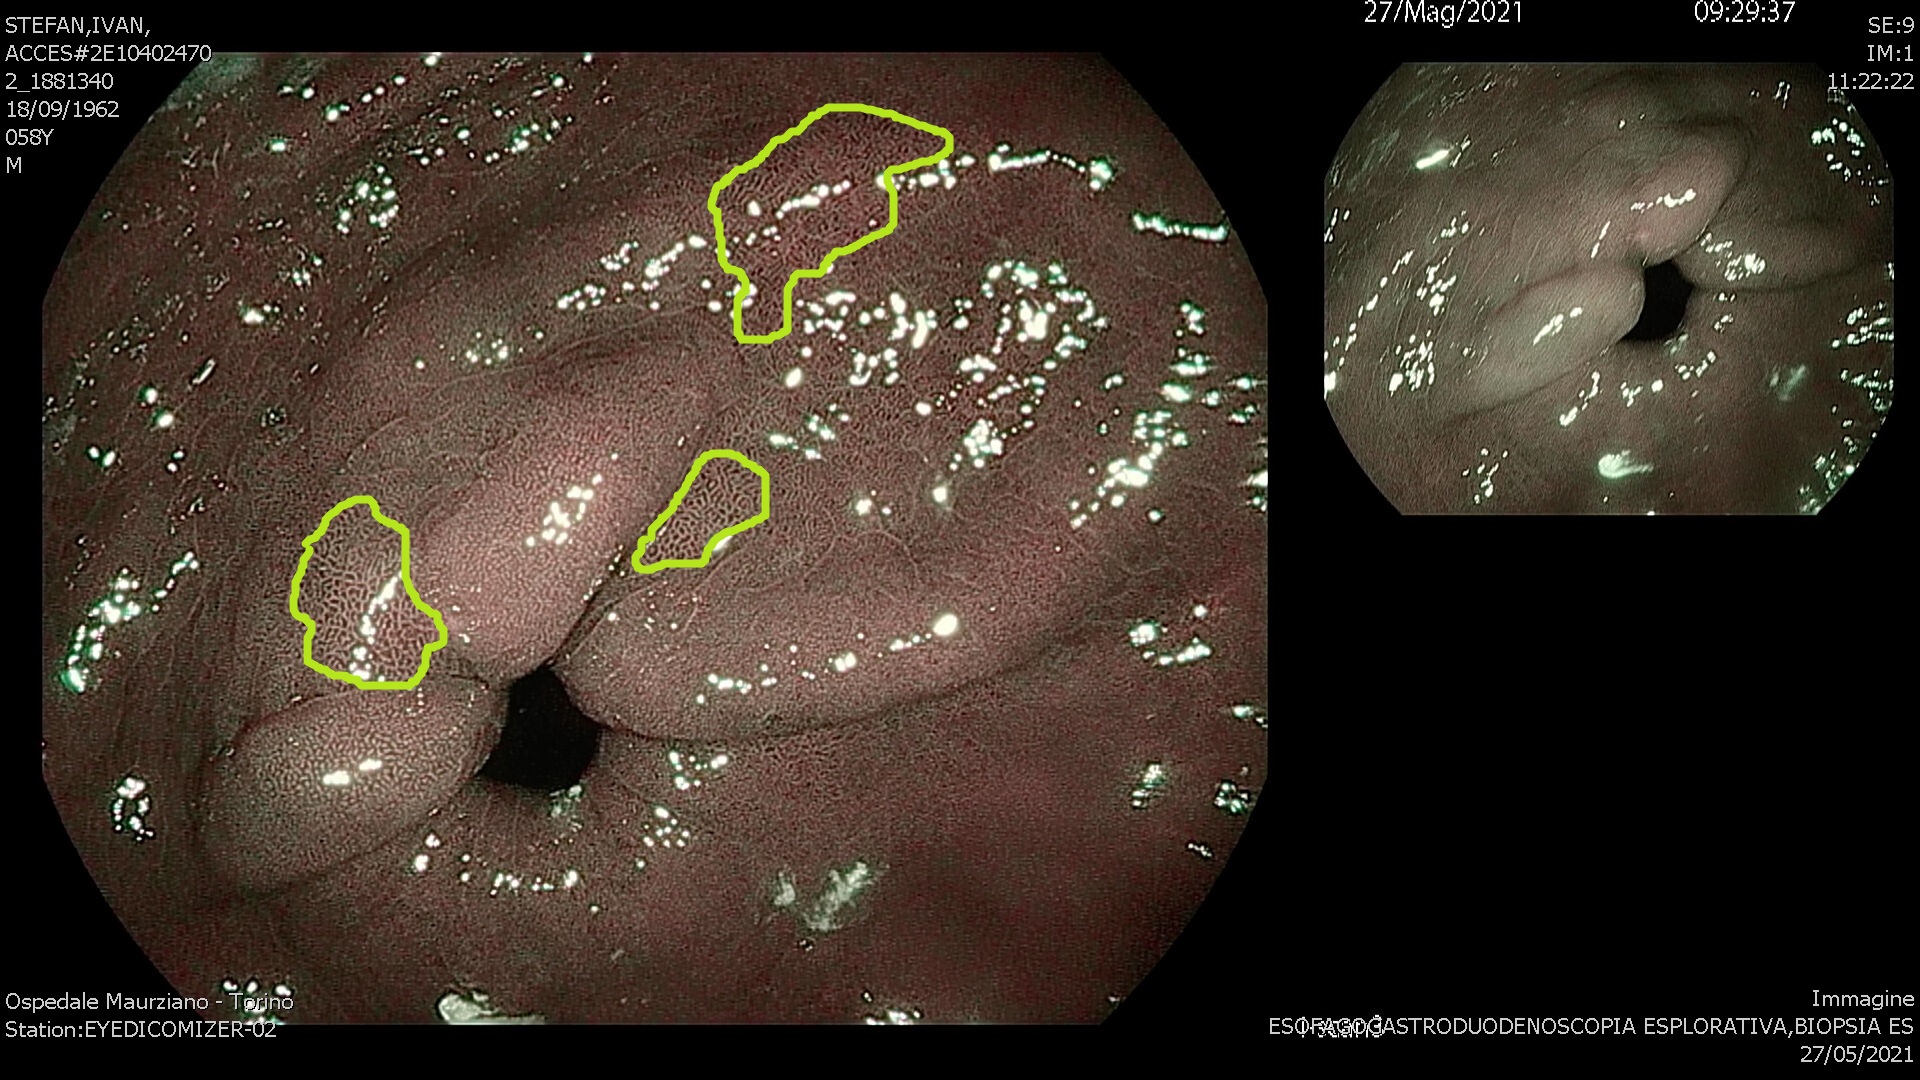 STEFAN,IVAN,
ACCES#2E10402470
2_1881340
18/09/1962
058Y
M
27/Mag/2021 09:29:37
SE:9
IM:1
11:22:22
Ospedale Maurziano - Torino
Station:EYEDICOMIZER-02
Immagine
ESOFAGOGASTRODUODENOSCOPIA ESPLORATIVA,BIOPSIA ES
27/05/2021